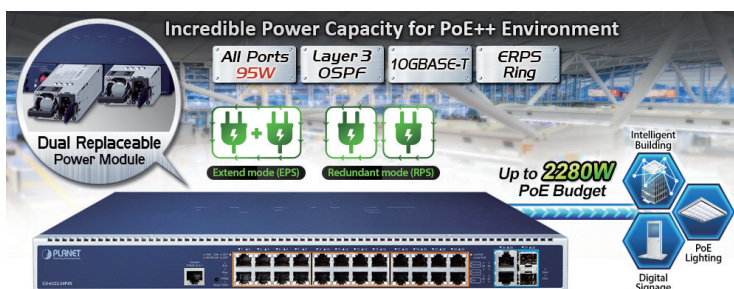 Incredible Power Capacity for PoE++ Environment
All Ports
95W
Layer 3
OSPF
10GBASE-T
ERPS
Ring
Dual Replaceable
Power Module
Extend mode (EPS)
Redundant mode (RPS)
Up to 2280W
PoE Budget
Intelligent
Building
PoE
Lighting
Digital
Signage
PLANET